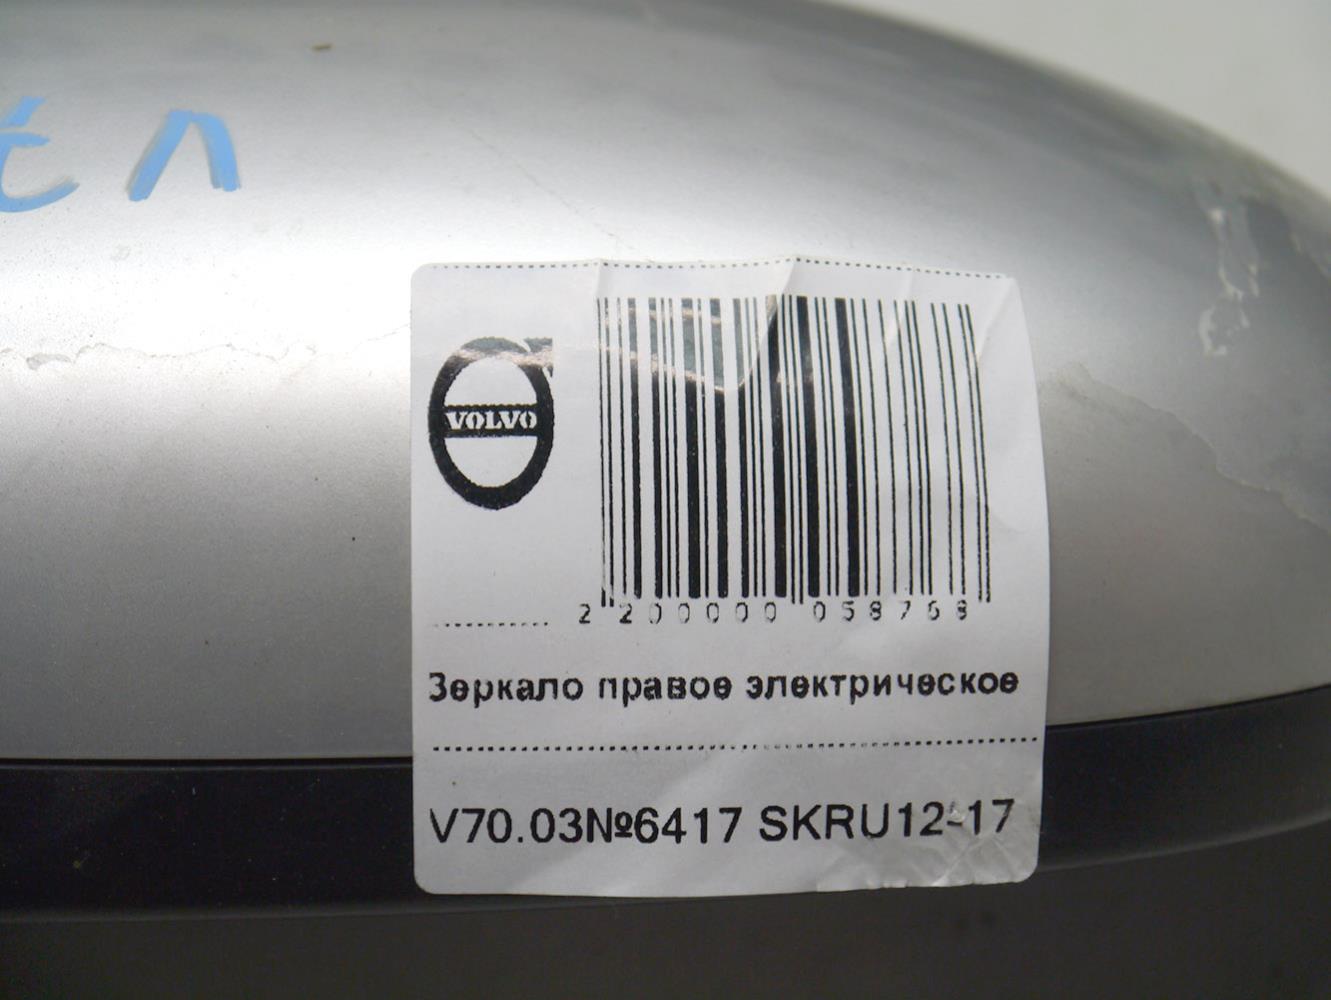 VOLVO
2 200000 058768
Зеркало правое электрическое
V70.03№6417 SKRU12-17